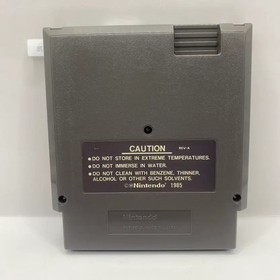 CAUTION
REV-A
•DO NOT STORE IN EXTREME TEMPERATURES.
•DO NOT IMMERSE IN WATER.
•DO NOT CLEAN WITH BENZENE, THINNER,
ALCOHOL OR OTHER SUCH SOLVENTS.
©®Nintendo® 1985
Nintendo